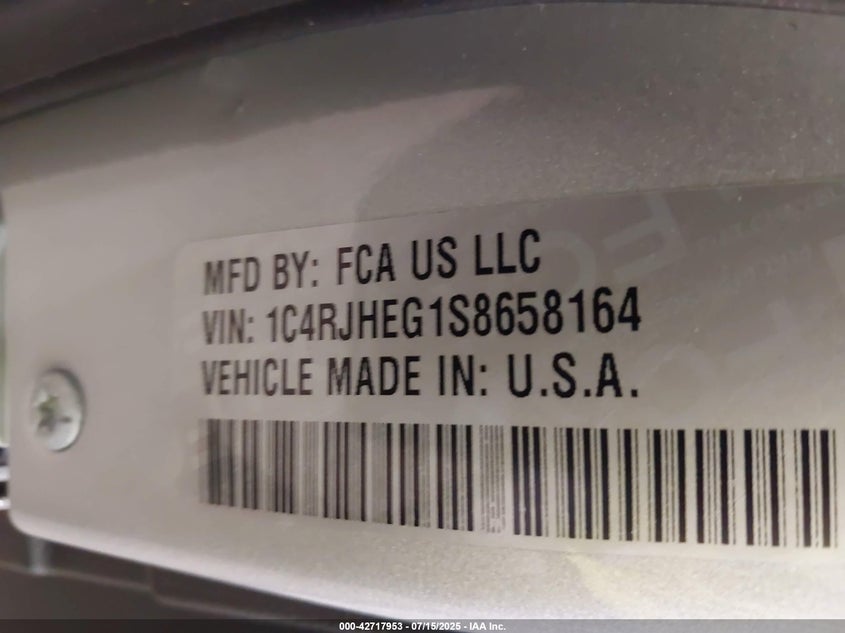 MFD BY: FCA US LLC
VIN: 1C4RJHEG1S8658164
VEHICLE MADE IN: U.S.A.
000-42717953 - 07/15/2025 - IAA Inc.